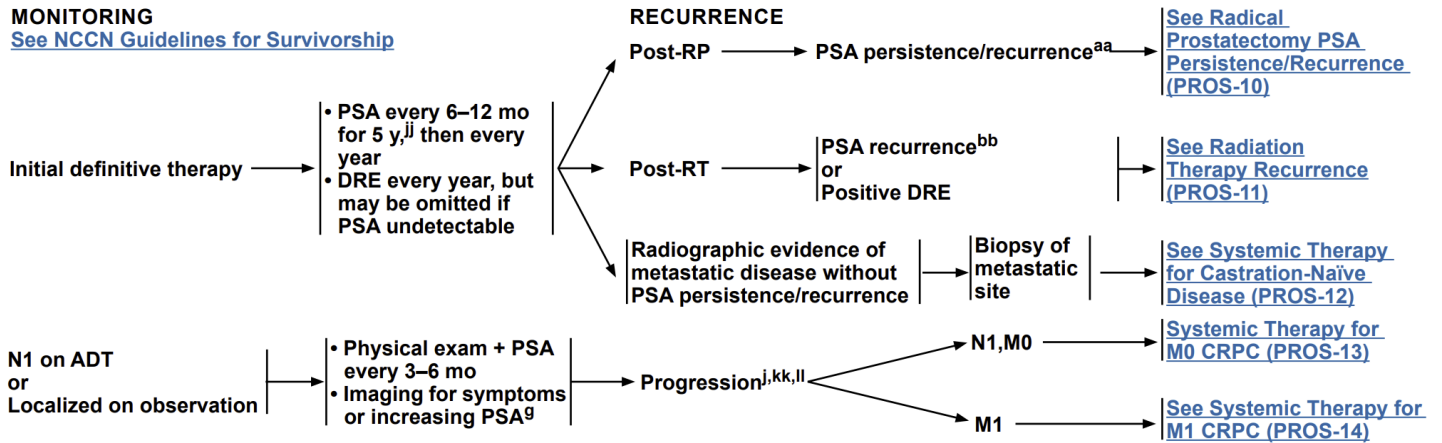 MONITORING
See NCCN Guidelines for Survivorship
Initial definitive therapy
• PSA every 6–12 mo
for 5 y,jj then every
year
• DRE every year, but
may be omitted if
PSA undetectable
RECURRENCE
Post-RP
PSA persistence/recurrenceaa
See Radical
Prostatectomy PSA
Persistence/Recurrence
(PROS-10)
Post-RT
PSA recurrencebb
or
Positive DRE
See Radiation
Therapy Recurrence
(PROS-11)
Radiographic evidence of
metastatic disease without
PSA persistence/recurrence
Biopsy of
metastatic
site
See Systemic Therapy
for Castration-Naïve
Disease (PROS-12)
N1 on ADT
or
Localized on observation
• Physical exam + PSA
every 3–6 mo
• Imaging for symptoms
or increasing PSAg
Progressionj,kk,ll
N1,M0
Systemic Therapy for
M0 CRPC (PROS-13)
M1
See Systemic Therapy for
M1 CRPC (PROS-14)